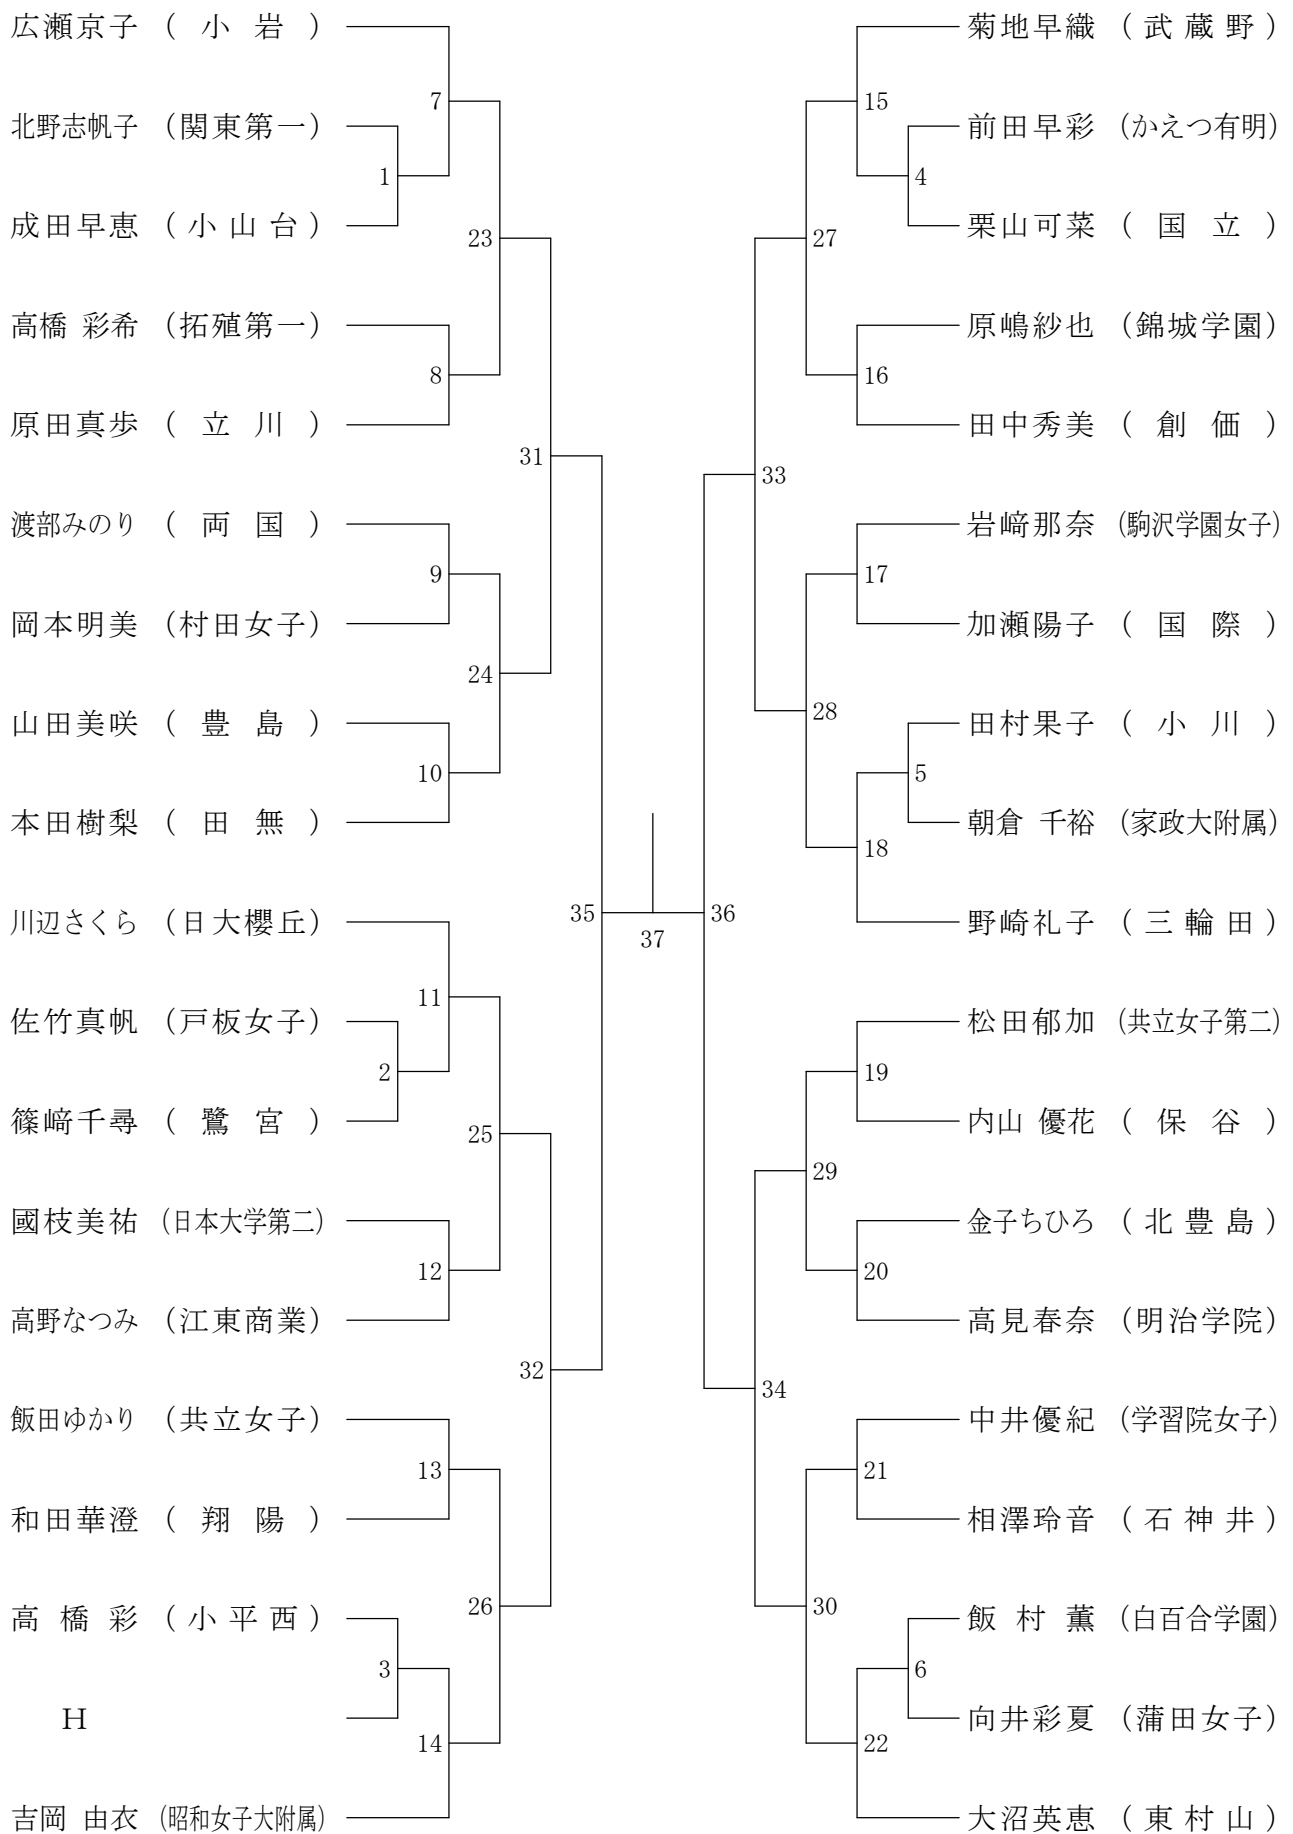 広瀬京子 (小岩)
7
北野志帆子 (関東第一)
1
成田早恵 (小山台)
23
高橋 彩希 (拓殖第一)
8
原田真歩 (立川)
31
渡部みのり (両国)
9
岡本明美 (村田女子)
24
山田美咲 (豊島)
10
本田樹梨 (田無)
35
川辺さくら (日大櫻丘)
11
佐竹真帆 (戸板女子)
2
篠﨑千尋 (鷺宮)
25
國枝美祐 (日本大学第二)
12
高野なつみ (江東商業)
32
飯田ゆかり (共立女子)
13
和田華澄 (翔陽)
26
高橋彩 (小平西)
3
H
14
吉岡 由衣 (昭和女子大附属)
37
菊地早織 (武蔵野)
15
前田早彩 (かえつ有明)
4
栗山可菜 (国立)
27
原嶋紗也 (錦城学園)
16
田中秀美 (創価)
33
岩﨑那奈 (駒沢学園女子)
17
加瀬陽子 (国際)
28
田村果子 (小川)
5
朝倉 千裕 (家政大附属)
18
野崎礼子 (三輪田)
36
松田郁加 (共立女子第二)
19
内山 優花 (保谷)
29
金子ちひろ (北豊島)
20
高見春奈 (明治学院)
34
中井優紀 (学習院女子)
21
相澤玲音 (石神井)
30
飯村薫 (白百合学園)
6
向井彩夏 (蒲田女子)
22
大沼英恵 (東村山)